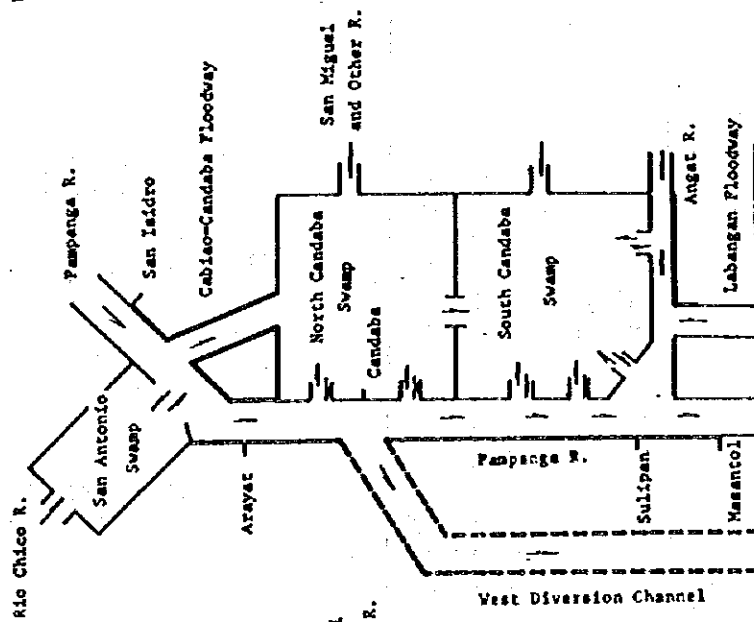 Rio Chico R.
San Antonio
Swamp
Pampanga R.
San Isidro
Cabiao-Candaba Floodway
San Miguel
and Other R.
North Candaba
Swamp
Candaba
Arayat
South Candaba
Swamp
Angat R.
Labangan Floodway
Pampanga R.
Sulipan
Masantol
West Diversion Channel
R.